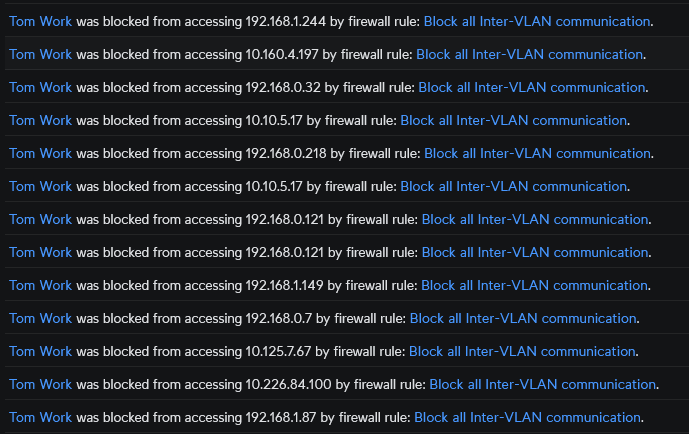 Tom Work was blocked from accessing 192.168.1.244 by firewall rule: Block all Inter-VLAN communication.
Tom Work was blocked from accessing 10.160.4.197 by firewall rule: Block all Inter-VLAN communication.
Tom Work was blocked from accessing 192.168.0.32 by firewall rule: Block all Inter-VLAN communication.
Tom Work was blocked from accessing 10.10.5.17 by firewall rule: Block all Inter-VLAN communication.
Tom Work was blocked from accessing 192.168.0.218 by firewall rule: Block all Inter-VLAN communication.
Tom Work was blocked from accessing 10.10.5.17 by firewall rule: Block all Inter-VLAN communication.
Tom Work was blocked from accessing 192.168.0.121 by firewall rule: Block all Inter-VLAN communication.
Tom Work was blocked from accessing 192.168.0.121 by firewall rule: Block all Inter-VLAN communication.
Tom Work was blocked from accessing 192.168.1.149 by firewall rule: Block all Inter-VLAN communication.
Tom Work was blocked from accessing 192.168.0.7 by firewall rule: Block all Inter-VLAN communication.
Tom Work was blocked from accessing 10.125.7.67 by firewall rule: Block all Inter-VLAN communication.
Tom Work was blocked from accessing 10.226.84.100 by firewall rule: Block all Inter-VLAN communication.
Tom Work was blocked from accessing 192.168.1.87 by firewall rule: Block all Inter-VLAN communication.